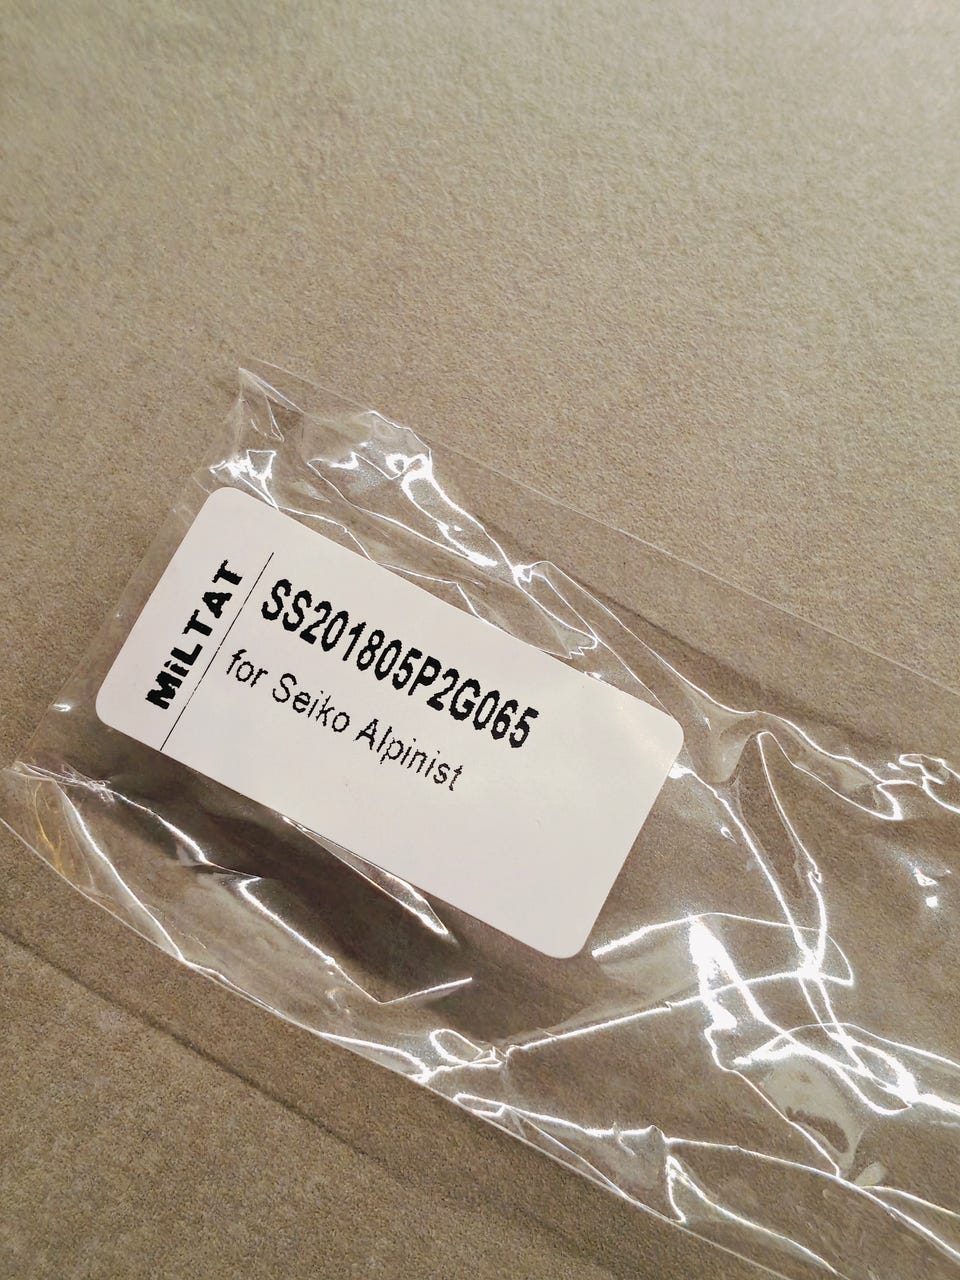 MiLTAT
SS201805P2G065
for Seiko Alpinist